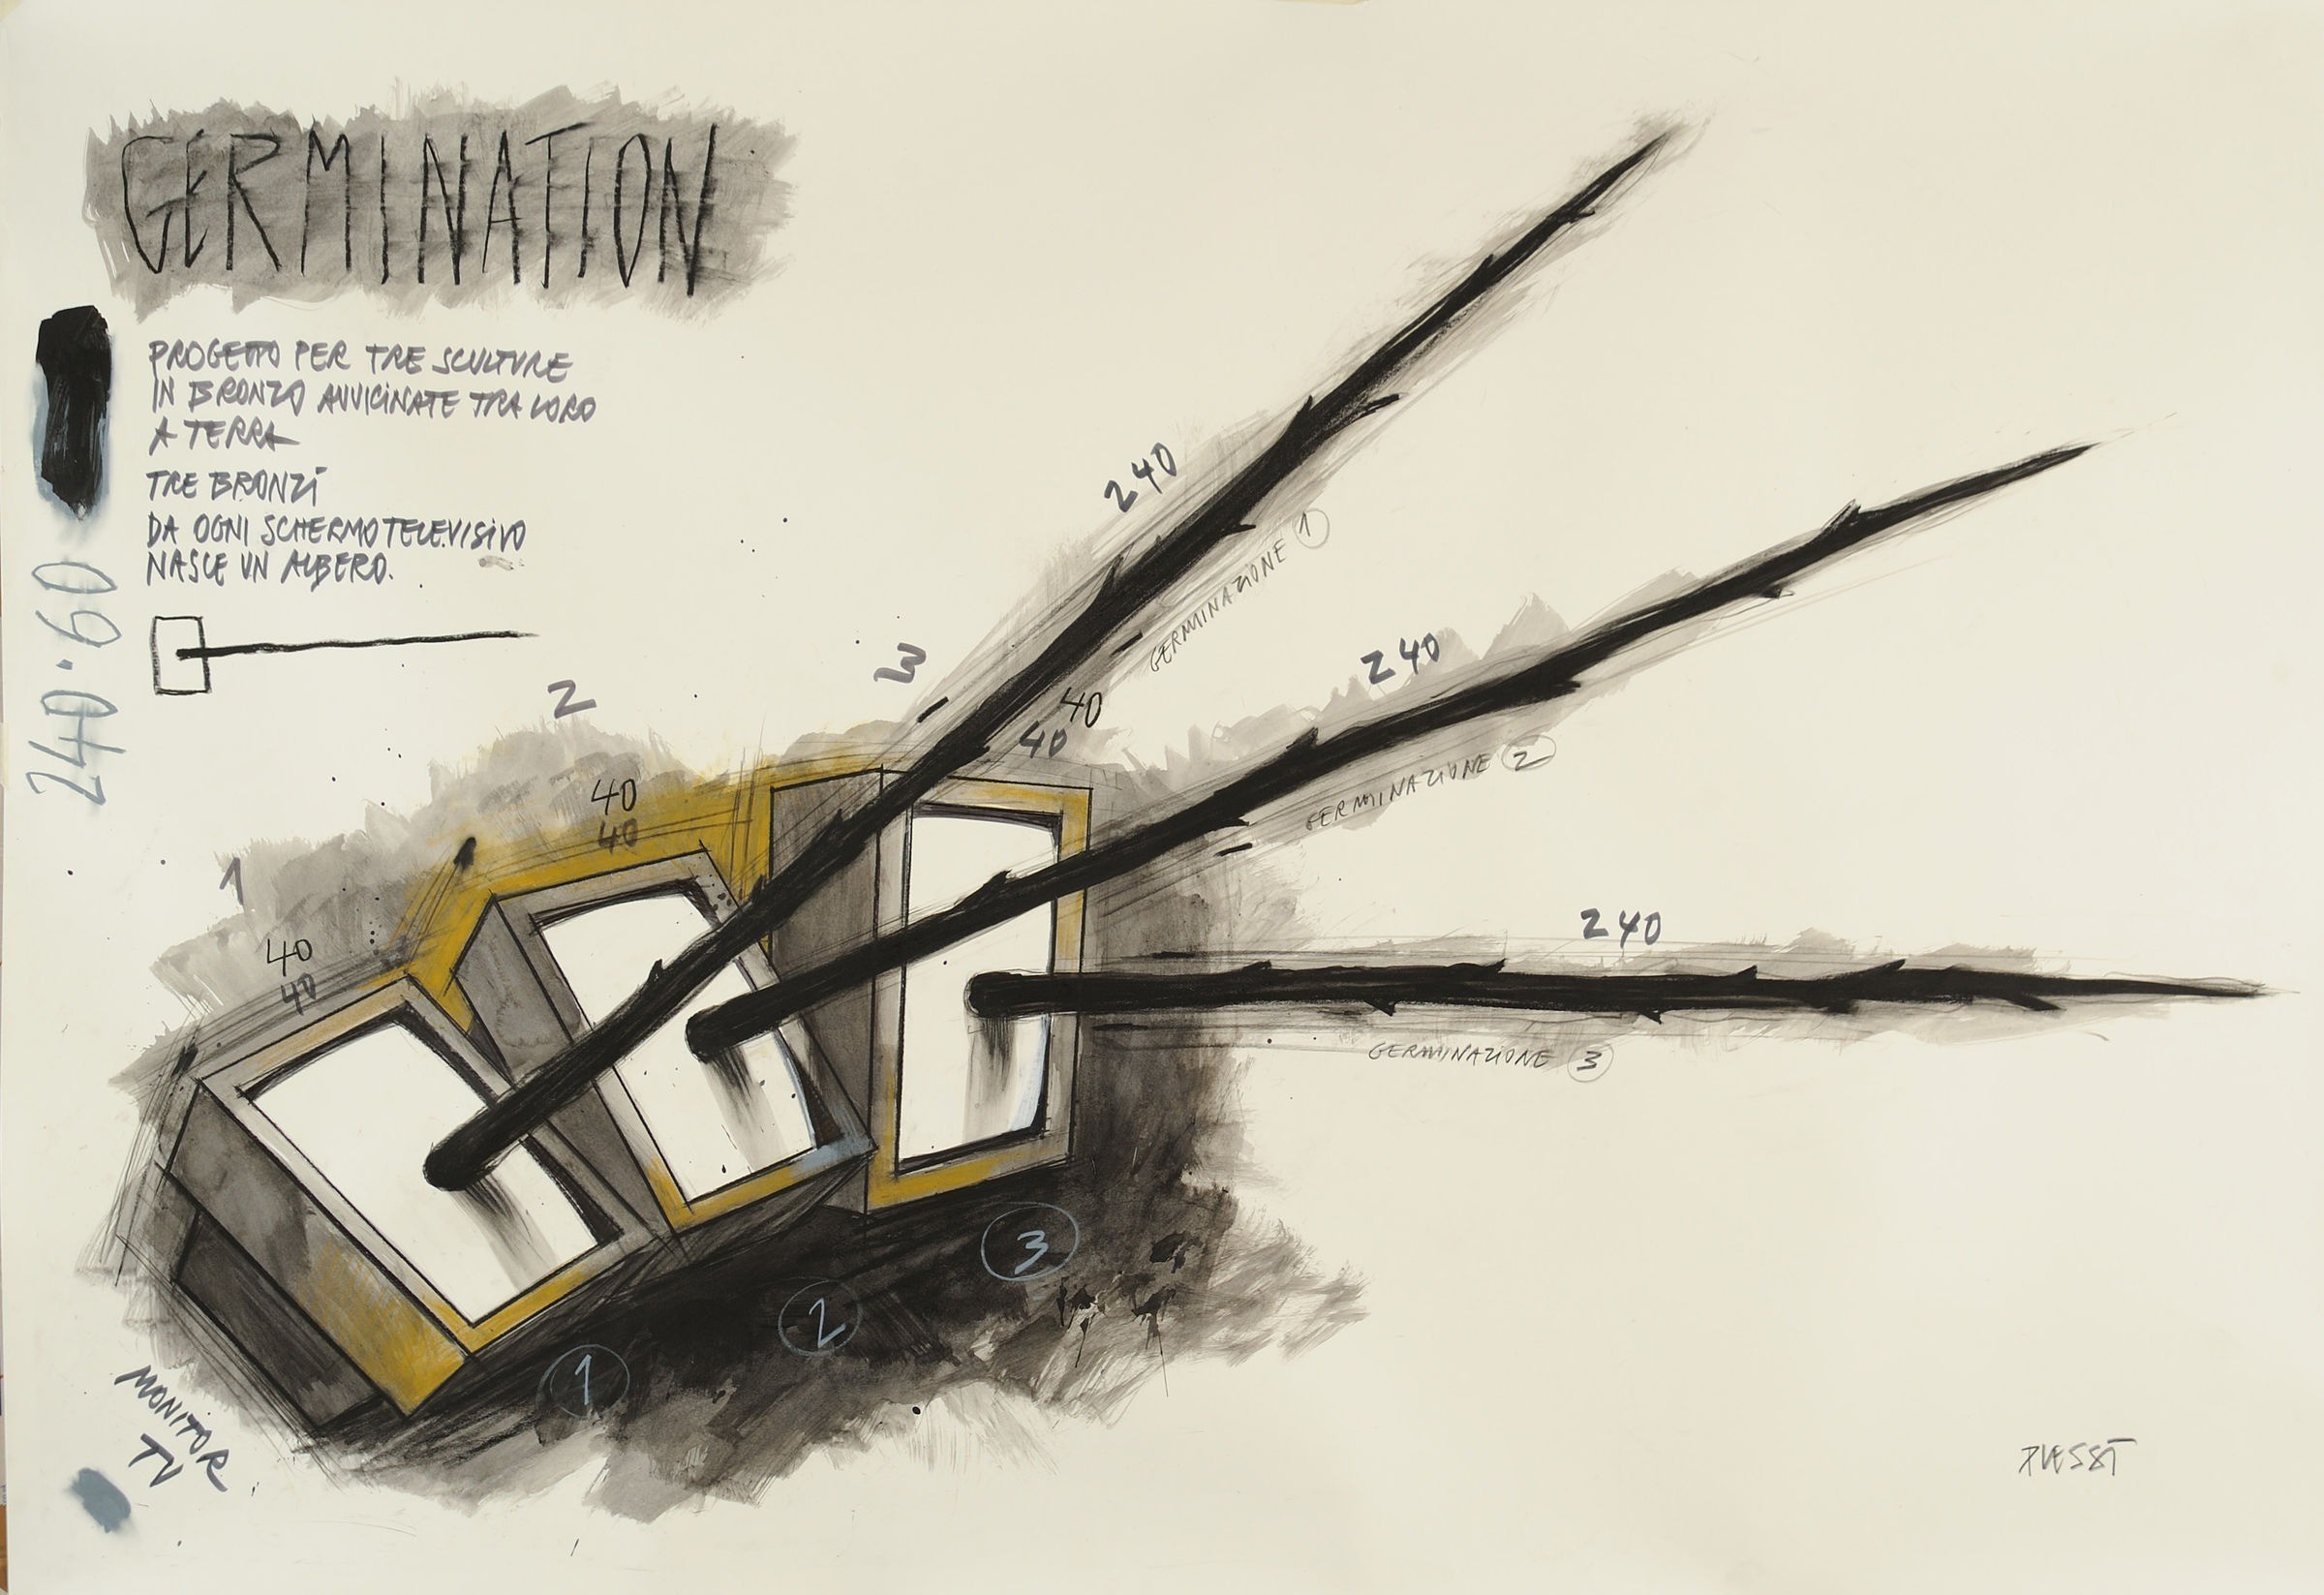 GERMINATION
PROGETTO PER TRE SCULTURE
IN BRONZO AVVICINATE TRA LORO
A TERRA
TRE BRONZI
DA OGNI SCHERMO TELEVISIVO
NASCE UN ALBERO.
240·60
240
GERMINAZIONE 1
240
GERMINAZIONE 2
240
GERMINAZIONE 3
1
40
40
2
40
40
3
40
40
1
2
3
MONITOR
TV
PLESSI